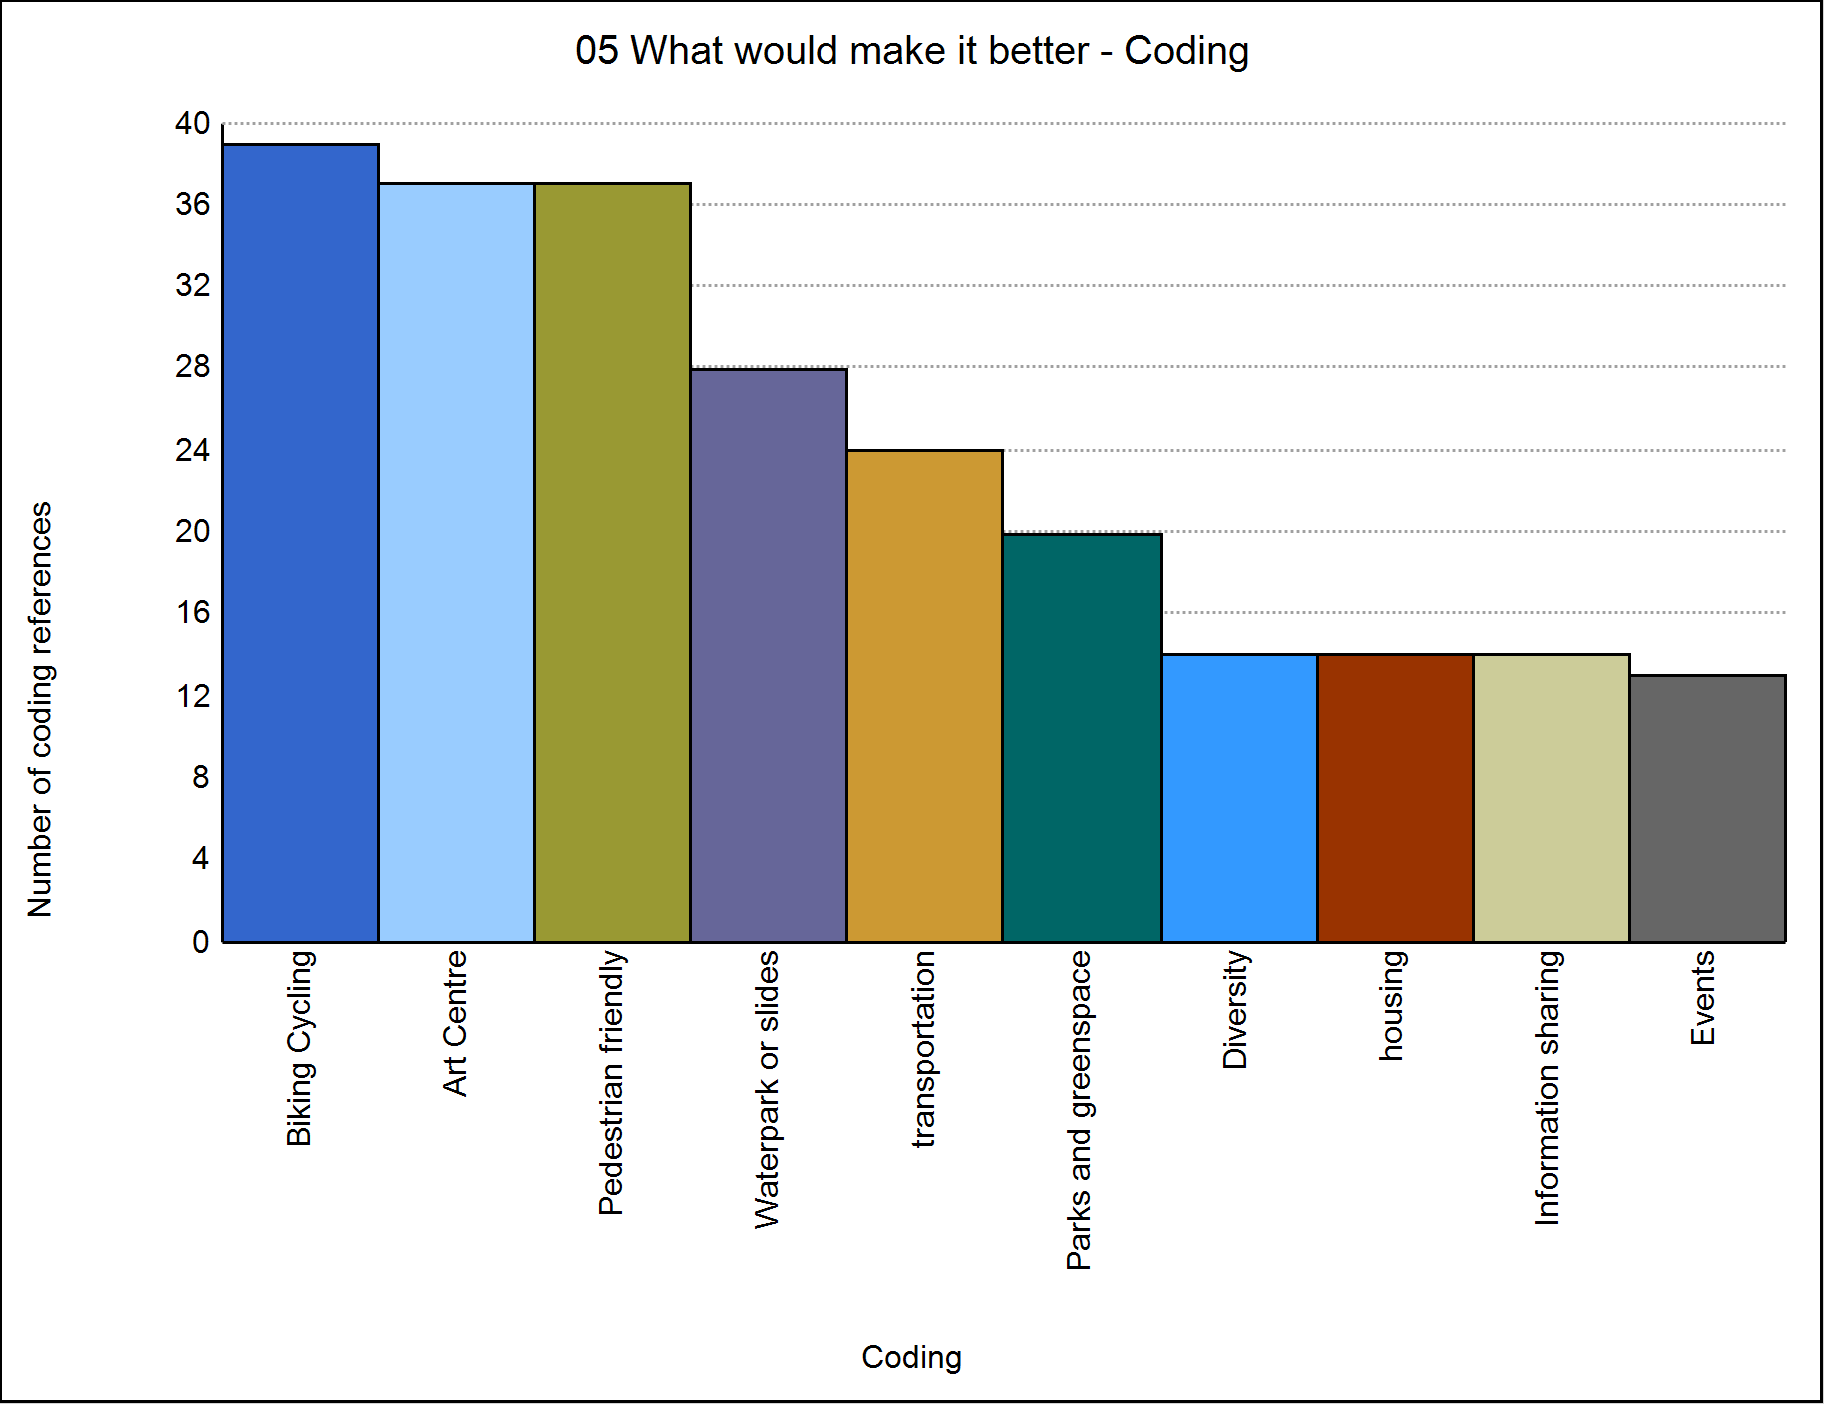 05 What would make it better - Coding
Number of coding references
40
36
32
28
24
20
16
12
8
4
0
Biking Cycling
Art Centre
Pedestrian friendly
Waterpark or slides
transportation
Parks and greenspace
Diversity
housing
Information sharing
Events
Coding